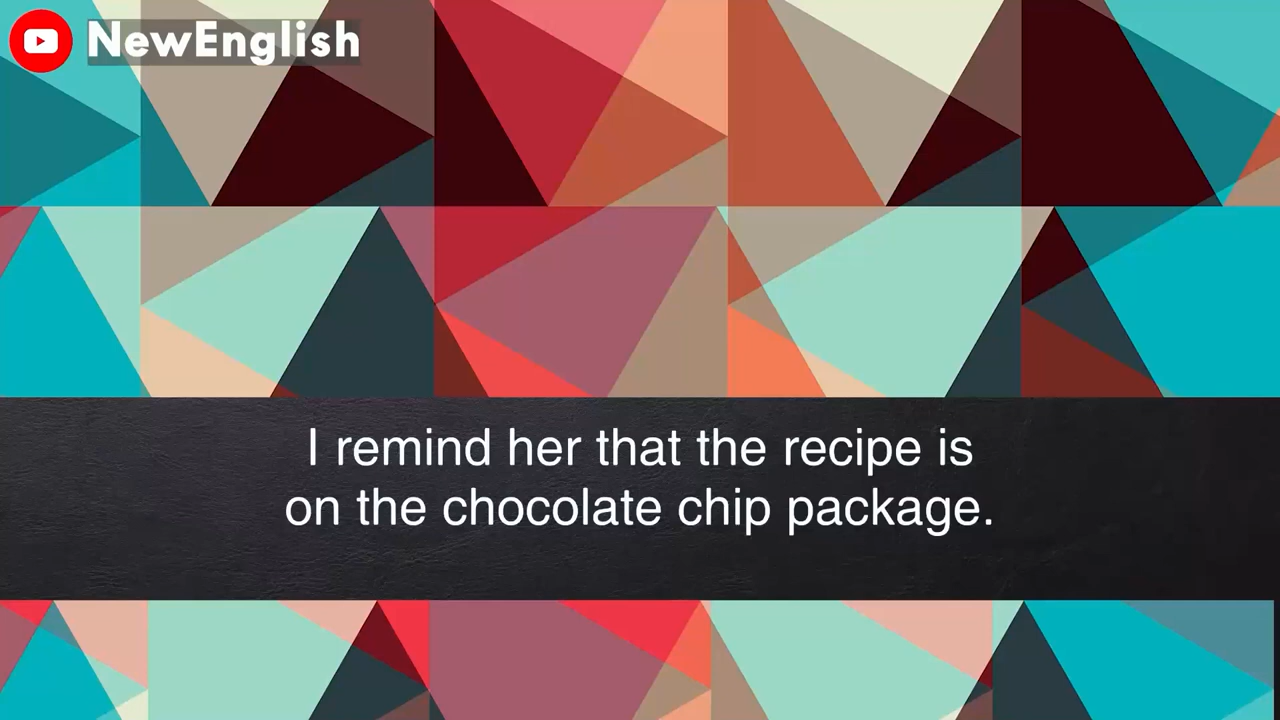 NewEnglish
I remind her that the recipe is
on the chocolate chip package.